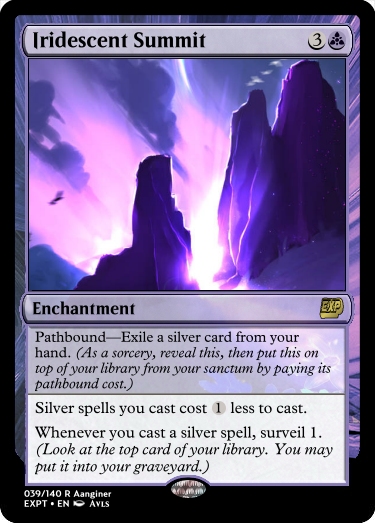 Iridescent Summit 3
Enchantment EXP
Pathbound—Exile a silver card from your
hand. (As a sorcery, reveal this, then put this on
top of your library from your sanctum by paying its
pathbound cost.)
Silver spells you cast cost 1 less to cast.
Whenever you cast a silver spell, surveil 1.
(Look at the top card of your library. You may
put it into your graveyard.)
039/140 R Aanginer
EXPT • EN AVLS